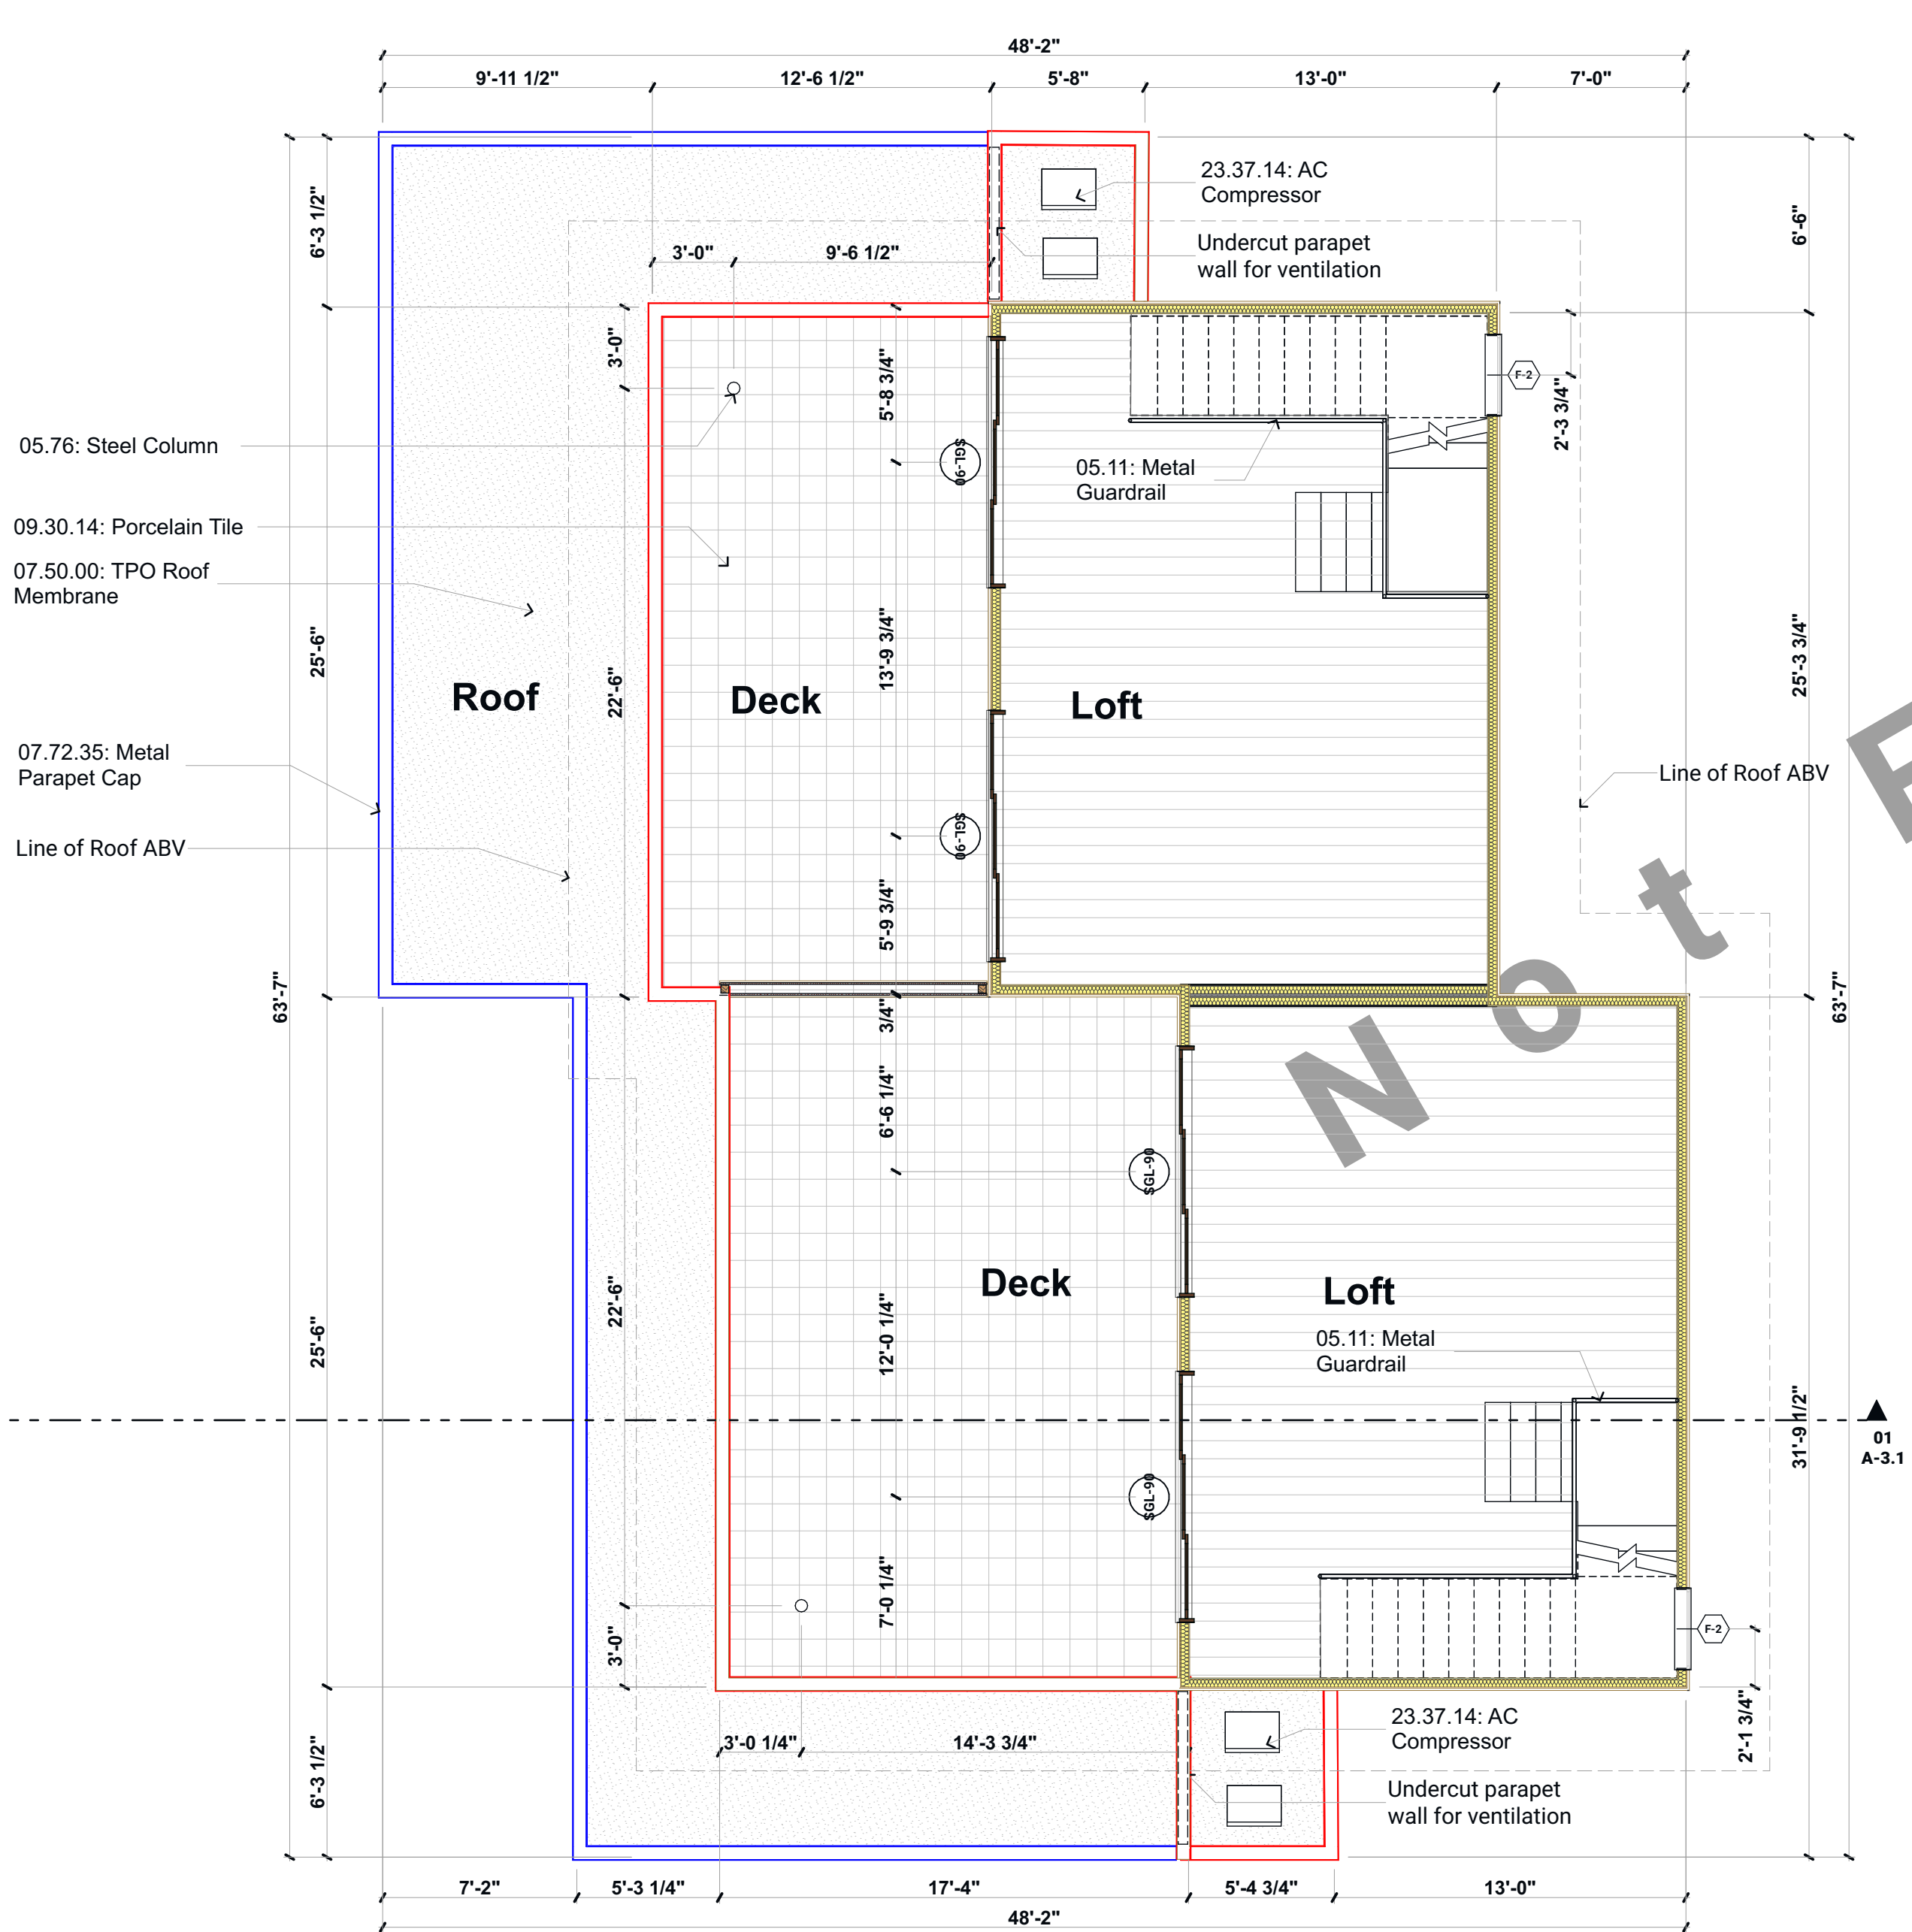 48'-2"
9'-11 1/2"
12'-6 1/2"
5'-8"
13'-0"
7'-0"
23.37.14: AC
Compressor
6'-3 1/2"
6'-6"
Undercut parapet
wall for ventilation
3'-0"
9'-6 1/2"
3'-0"
5'-8 3/4"
F-2
2'-3 3/4"
05.76: Steel Column
SGL-90
05.11: Metal
Guardrail
09.30.14: Porcelain Tile
07.50.00: TPO Roof
Membrane
25'-6"
22'-6"
13'-9 3/4"
25'-3 3/4"
Roof
Deck
Loft
07.72.35: Metal
Parapet Cap
Line of Roof ABV
Line of Roof ABV
SGL-90
5'-9 3/4"
63'-7"
63'-7"
3/4"
Not
6'-6 1/4"
SGL-90
Deck
Loft
22'-6"
25'-6"
12'-0 1/4"
05.11: Metal
Guardrail
31'-9 1/2"
01
A-3.1
SGL-90
7'-0 1/4"
3'-0"
F-2
2'-1 3/4"
6'-3 1/2"
3'-0 1/4"
14'-3 3/4"
23.37.14: AC
Compressor
Undercut parapet
wall for ventilation
7'-2"
5'-3 1/4"
17'-4"
5'-4 3/4"
13'-0"
48'-2"